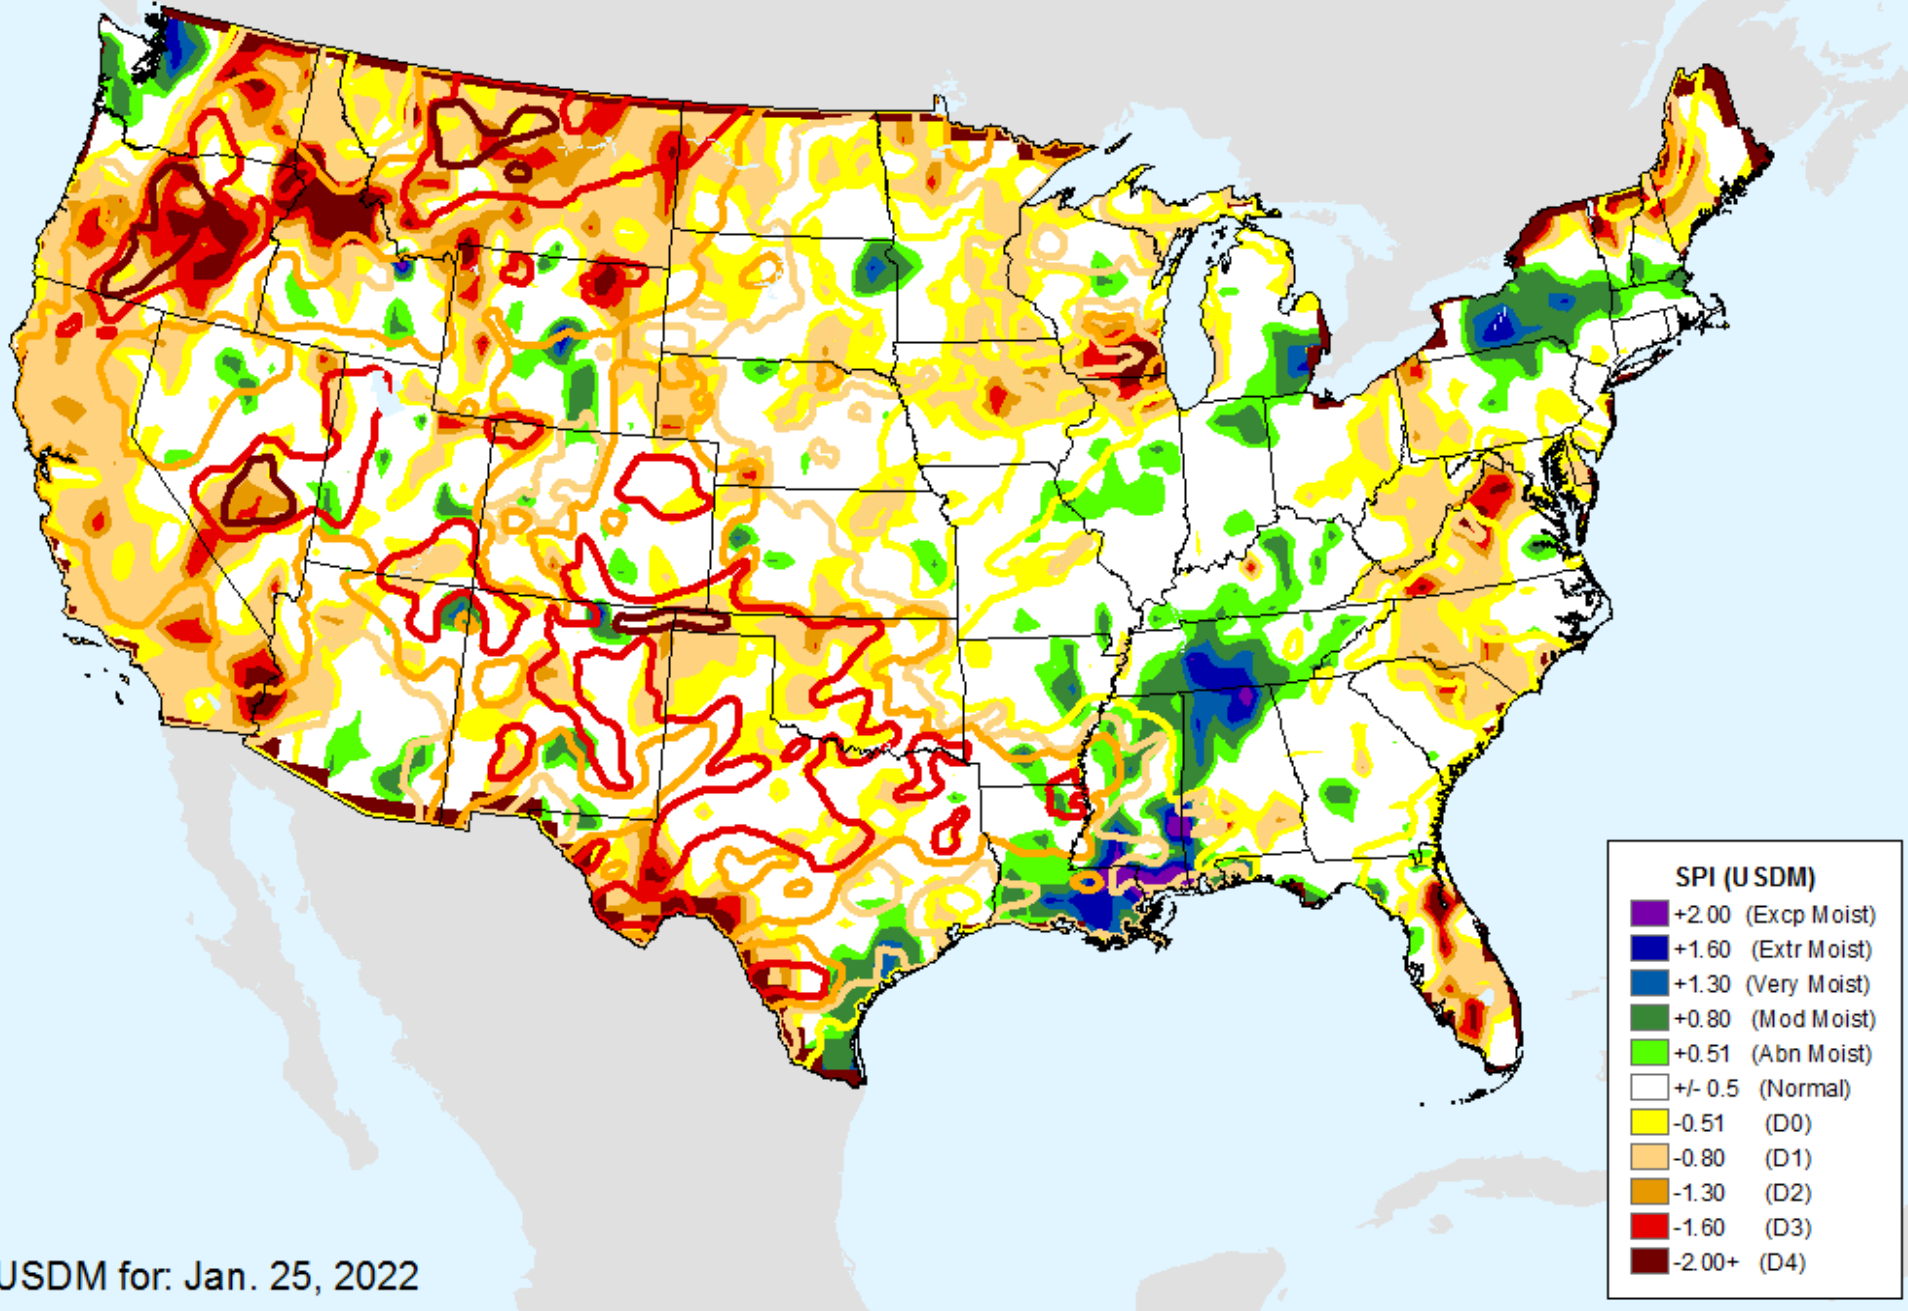 SPI (USDM)
+2.00 (Excp Moist)
+1.60 (Extr Moist)
+1.30 (Very Moist)
+0.80 (Mod Moist)
+0.51 (Abn Moist)
+/- 0.5 (Normal)
-0.51 (D0)
-0.80 (D1)
-1.30 (D2)
-1.60 (D3)
-2.00+ (D4)
USDM for: Jan. 25, 2022